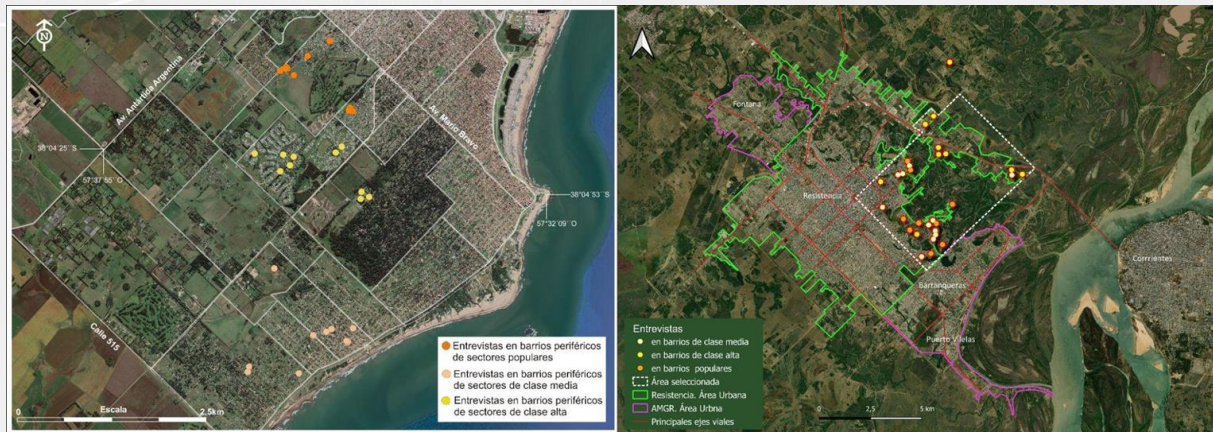 N
Av. Antártida Argentina
Av. Mario Bravo
38°04'25''S
57°37'55''O
38°04'53''S
57°32'09''O
Calle 515
0 Escala 2.5km
Entrevistas en barrios periféricos
de sectores populares
Entrevistas en barrios periféricos
de sectores de clase media
Entrevistas en barrios periféricos
de sectores de clase alta
Fontana
Resistencia
Corrientes
Barranqueras
Puerto Vilelas
Entrevistas
en barrios de clase media
en barrios de clase alta
en barrios populares
Área seleccionada
Resistencia. Área Urbana
AMGR. Área Urbna
Principales ejes viales
0 2,5 5 km